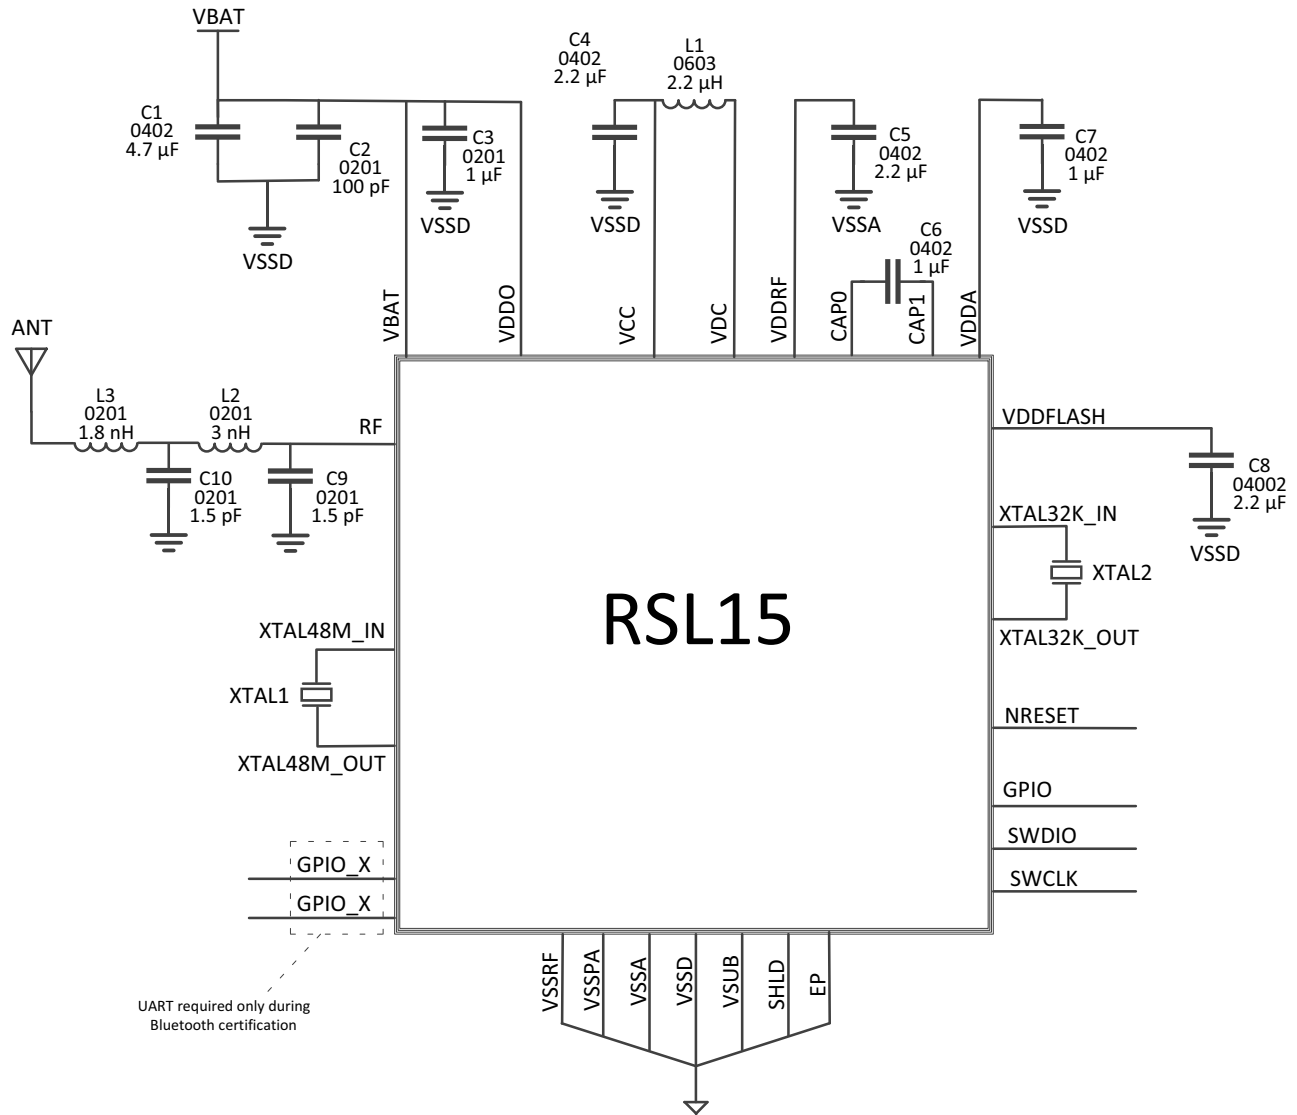 VBAT
C1
0402
4.7 µF
C2
0201
100 pF
VSSD
C3
0201
1 µF
VSSD
C4
0402
2.2 µF
VSSD
L1
0603
2.2 µH
C5
0402
2.2 µF
VSSA
C6
0402
1 µF
C7
0402
1 µF
VSSD
VBAT
VDDO
VCC
VDC
VDDRF
CAP0
CAP1
VDDA
ANT
L3
0201
1.8 nH
L2
0201
3 nH
RF
C10
0201
1.5 pF
C9
0201
1.5 pF
VDDFLASH
C8
04002
2.2 µF
VSSD
XTAL32K_IN
XTAL2
XTAL32K_OUT
RSL15
XTAL48M_IN
XTAL1
XTAL48M_OUT
NRESET
GPIO
SWDIO
SWCLK
GPIO_X
GPIO_X
UART required only during
Bluetooth certification
VSSRF
VSSPA
VSSA
VSSD
VSUB
SHLD
EP